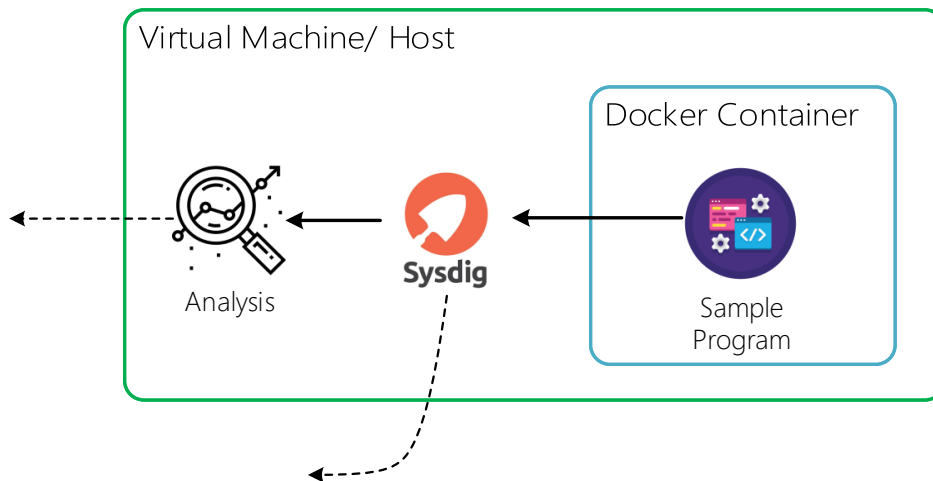 Virtual Machine/ Host
Docker Container
</>
Sysdig
Analysis
Sample
Program